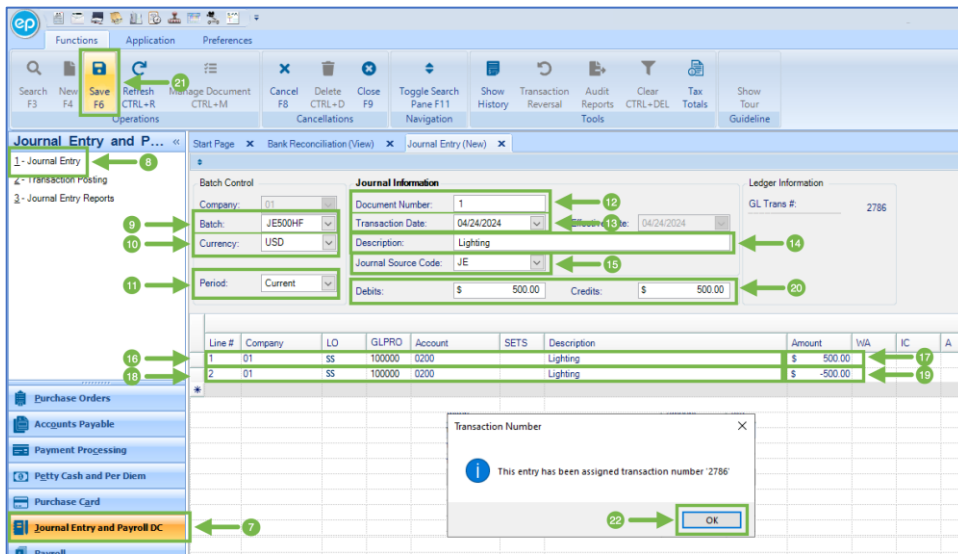 ep
Functions Application Preferences
Search F3
New F4
Save F6
21
Refresh CTRL+R
Manage Document CTRL+M
Operations
Cancel F8
Delete CTRL+D
Close F9
Cancellations
Toggle Search Pane F11
Navigation
Show History
Transaction Reversal
Audit Reports
Clear CTRL+DEL
Tax Totals
Tools
Show Tour
Guideline
Journal Entry and P... «
Start Page Bank Reconciliation (View) Journal Entry (New)
1 - Journal Entry
8
2 - Transaction Posting
3 - Journal Entry Reports
Batch Control
Company: 01
9
Batch: JE500HF
10
Currency: USD
11
Period: Current
Journal Information
Document Number: 1
12
Transaction Date: 04/24/2024
13
04/24/2024
Description: Lighting
14
Journal Source Code: JE
15
Debits: $ 500.00 Credits: $ 500.00
20
Ledger Information
GL Trans #: 2786
Line # Company LO GLPRO Account SETS Description Amount WA IC A
16
1 01 SS 100000 0200 Lighting $ 500.00
17
18
2 01 SS 100000 0200 Lighting $ -500.00
19
Purchase Orders
Accounts Payable
Payment Processing
Petty Cash and Per Diem
Purchase Card
Journal Entry and Payroll DC
7
Payroll
Transaction Number
This entry has been assigned transaction number '2786'
22
OK